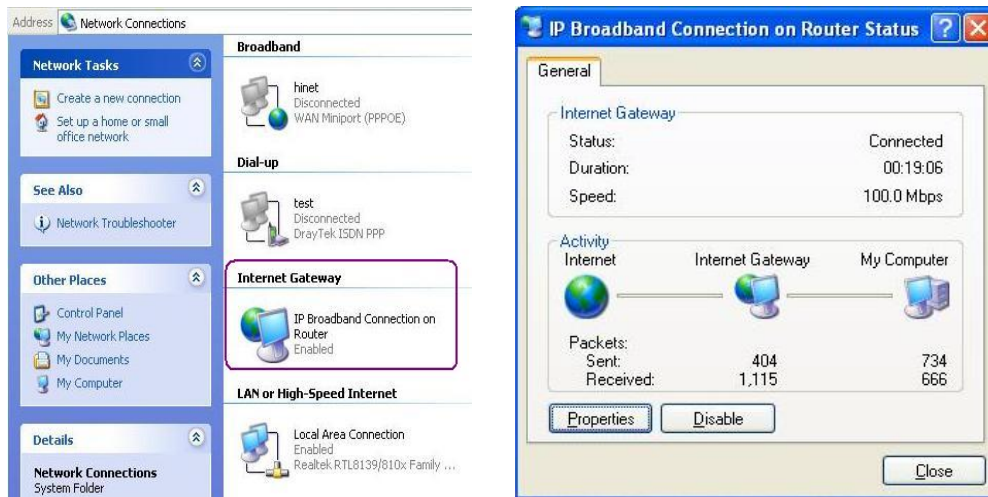 Address Network Connections
Network Tasks
Create a new connection
Set up a home or small
office network
See Also
Network Troubleshooter
Other Places
Control Panel
My Network Places
My Documents
My Computer
Details
Network Connections
System Folder
Broadband
hinet
Disconnected
WAN Miniport (PPPOE)
Dial-up
test
Disconnected
DrayTek ISDN PPP
Internet Gateway
IP Broadband Connection on
Router
Enabled
LAN or High-Speed Internet
Local Area Connection
Enabled
Realtek RTL8139/810x Family ...
IP Broadband Connection on Router Status ? X
General
Internet Gateway
Status: Connected
Duration: 00:19:06
Speed: 100.0 Mbps
Activity
Internet Internet Gateway My Computer
Packets:
Sent: 404 734
Received: 1,115 666
Properties Disable
Close